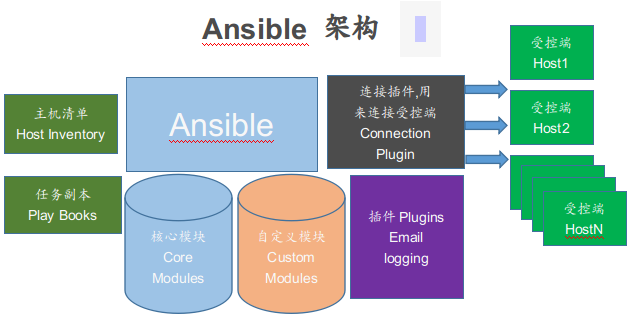 Ansible 架构
主机清单
Host Inventory
任务副本
Play Books
Ansible
核心模块
Core
Modules
自定义模块
Custom
Modules
连接插件,用
来连接受控端
Connection
Plugin
插件 Plugins
Email
logging
受控端
Host1
受控端
Host2
受控端
HostN